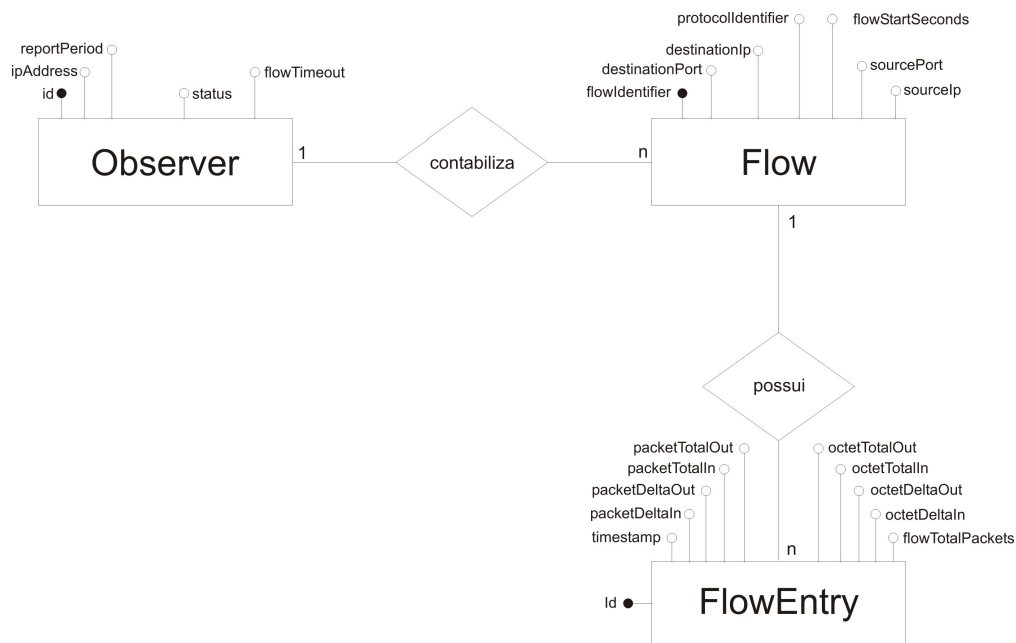 protocolIdentifier
flowStartSeconds
reportPeriod
destinationIp
ipAddress
flowTimeout
destinationPort
sourcePort
id
status
flowIdentifier
sourceIp
Observer
1
contabiliza
n
Flow
1
possui
packetTotalOut
octetTotalOut
packetTotalIn
octetTotalIn
packetDeltaOut
octetDeltaOut
packetDeltaIn
octetDeltaIn
timestamp
flowTotalPackets
n
Id
FlowEntry